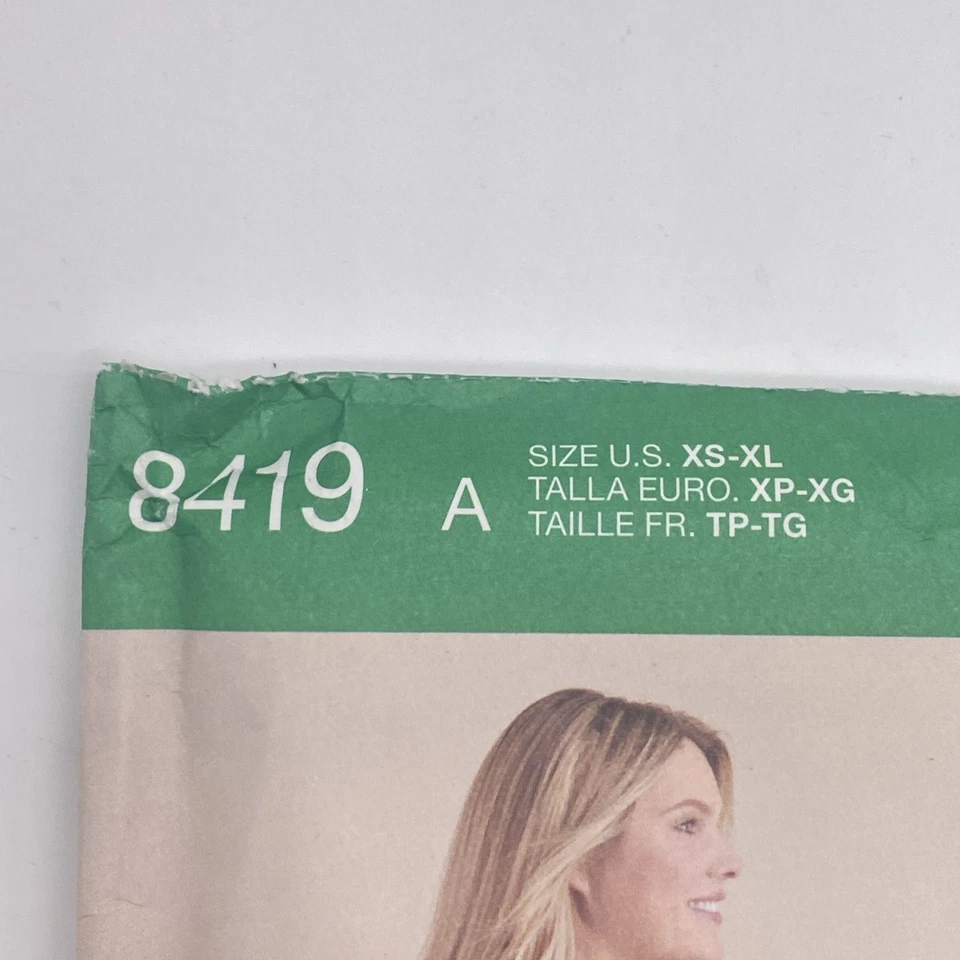 8419 A
SIZE U.S. XS-XL
TALLA EURO. XP-XG
TAILLE FR. TP-TG